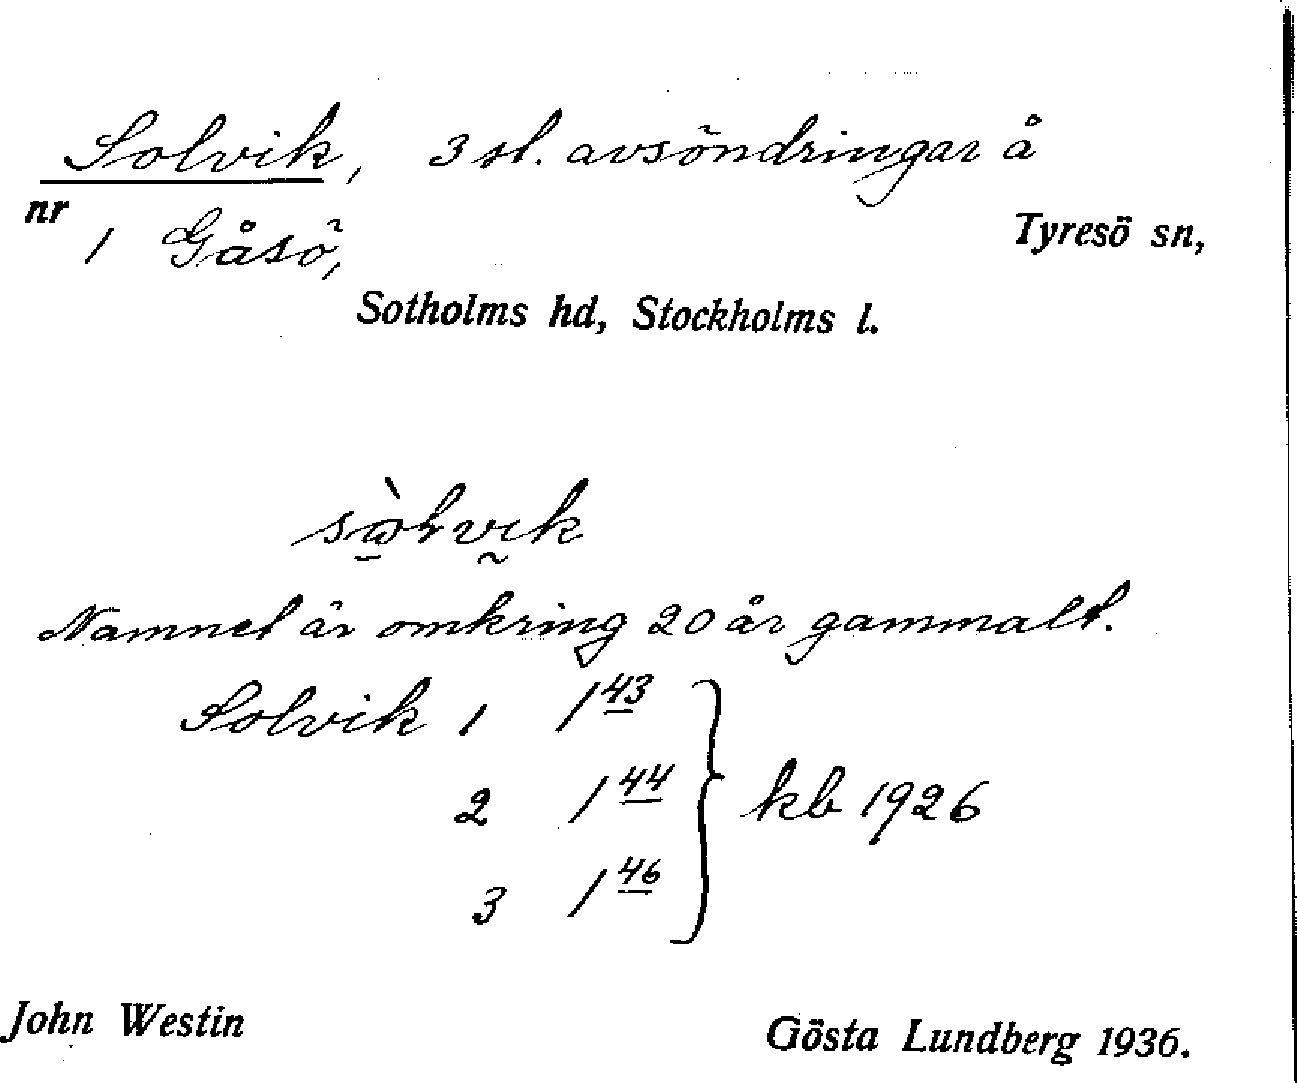 Solvik, 3 st. avsöndringar å
nr 1 Gåsö, Tyresö sn,
Sotholms hd, Stockholms l.
Namnet är omkring 20 år gammalt.
Solvik 1 1 43
2 1 44 kb 1926
3 1 46
John Westin Gösta Lundberg 1936.